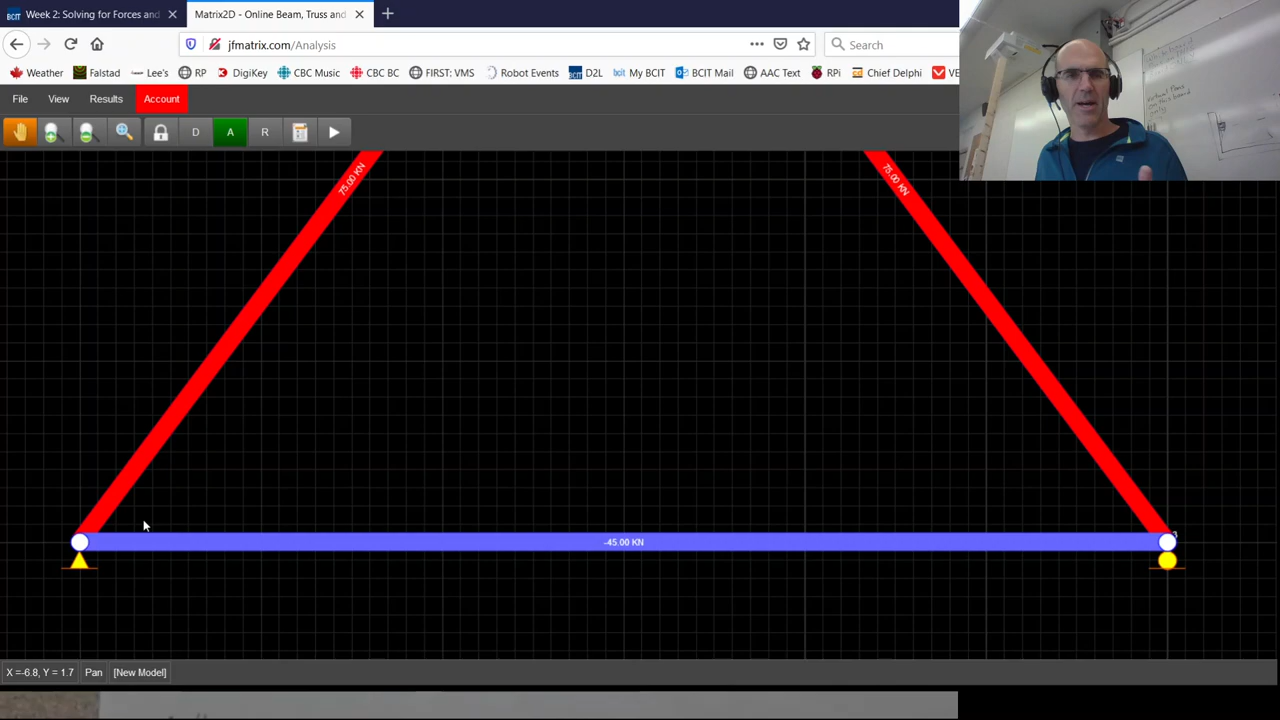 Week 2: Solving for Forces and
Matrix2D - Online Beam, Truss and
jfmatrix.com/Analysis
Search
Weather
Falstad
Lee's
RP
DigiKey
CBC Music
CBC BC
FIRST: VMS
Robot Events
D2L
My BCIT
BCIT Mail
AAC Text
RPi
Chief Delphi
VE
File
View
Results
Account
D
A
R
75.00 KN
75.00 KN
-45.00 KN
X =-6.8, Y = 1.7
Pan
[New Model]